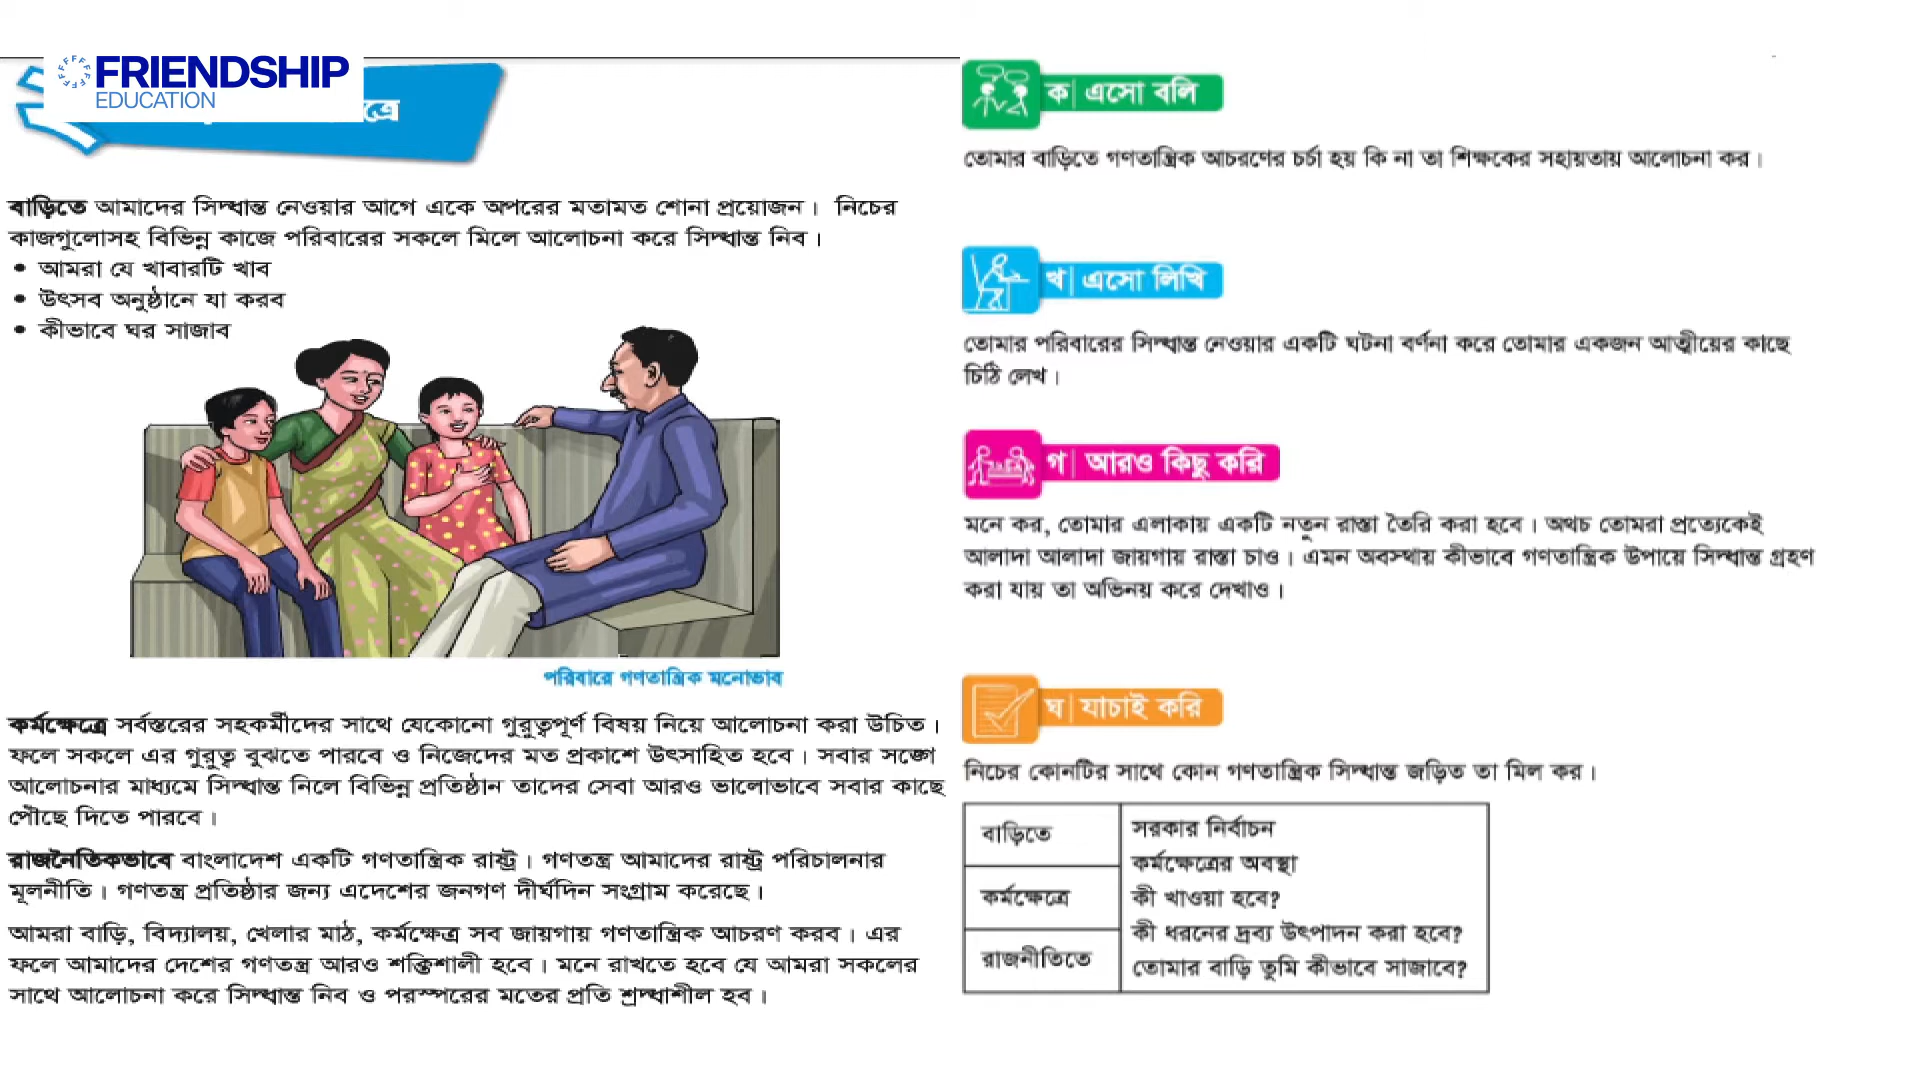 FRIENDSHIP
EDUCATION
বাড়িতে আমাদের সিদ্ধান্ত নেওয়ার আগে একে অপরের মতামত শোনা প্রয়োজন। নিচের
কাজগুলোসহ বিভিন্ন কাজে পরিবারের সকলে মিলে আলোচনা করে সিদ্ধান্ত নিব।
• আমরা যে খাবারটি খাব
• উৎসব অনুষ্ঠানে যা করব
• কীভাবে ঘর সাজাব
পরিবারে গণতান্ত্রিক মনোভাব
কর্মক্ষেত্রে সর্বস্তরের সহকর্মীদের সাথে যেকোনো গুরুত্বপূর্ণ বিষয় নিয়ে আলোচনা করা উচিত।
ফলে সকলে এর গুরুত্ব বুঝতে পারবে ও নিজেদের মত প্রকাশে উৎসাহিত হবে। সবার সঙ্গে
আলোচনার মাধ্যমে সিদ্ধান্ত নিলে বিভিন্ন প্রতিষ্ঠান তাদের সেবা আরও ভালোভাবে সবার কাছে
পৌঁছে দিতে পারবে।
রাজনৈতিকভাবে বাংলাদেশ একটি গণতান্ত্রিক রাষ্ট্র। গণতন্ত্র আমাদের রাষ্ট্র পরিচালনার
মূলনীতি। গণতন্ত্র প্রতিষ্ঠার জন্য এদেশের জনগণ দীর্ঘদিন সংগ্রাম করেছে।
আমরা বাড়ি, বিদ্যালয়, খেলার মাঠ, কর্মক্ষেত্র সব জায়গায় গণতান্ত্রিক আচরণ করব। এর
ফলে আমাদের দেশের গণতন্ত্র আরও শক্তিশালী হবে। মনে রাখতে হবে যে আমরা সকলের
সাথে আলোচনা করে সিদ্ধান্ত নিব ও পরস্পরের মতের প্রতি শ্রদ্ধাশীল হব।
ক | এসো বলি
তোমার বাড়িতে গণতান্ত্রিক আচরণের চর্চা হয় কি না তা শিক্ষকের সহায়তায় আলোচনা কর।
খ | এসো লিখি
তোমার পরিবারের সিদ্ধান্ত নেওয়ার একটি ঘটনা বর্ণনা করে তোমার একজন আত্মীয়ের কাছে
চিঠি লেখ।
গ | আরও কিছু করি
মনে কর, তোমার এলাকায় একটি নতুন রাস্তা তৈরি করা হবে। অথচ তোমরা প্রত্যেকেই
আলাদা আলাদা জায়গায় রাস্তা চাও। এমন অবস্থায় কীভাবে গণতান্ত্রিক উপায়ে সিদ্ধান্ত গ্রহণ
করা যায় তা অভিনয় করে দেখাও।
ঘ | যাচাই করি
নিচের কোনটির সাথে কোন গণতান্ত্রিক সিদ্ধান্ত জড়িত তা মিল কর।
বাড়িতে
কর্মক্ষেত্রে
রাজনীতিতে
সরকার নির্বাচন
কর্মক্ষেত্রের অবস্থা
কী খাওয়া হবে?
কী ধরনের দ্রব্য উৎপাদন করা হবে?
তোমার বাড়ি তুমি কীভাবে সাজাবে?